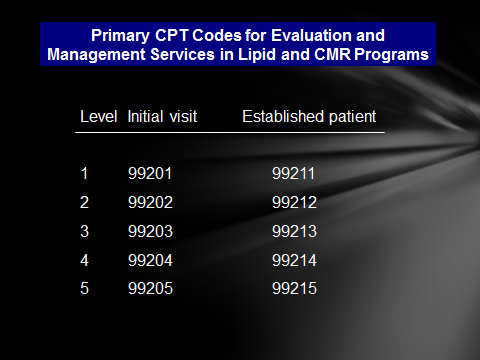 Primary CPT Codes for Evaluation and
Management Services in Lipid and CMR Programs
Level Initial visit Established patient
1 99201 99211
2 99202 99212
3 99203 99213
4 99204 99214
5 99205 99215